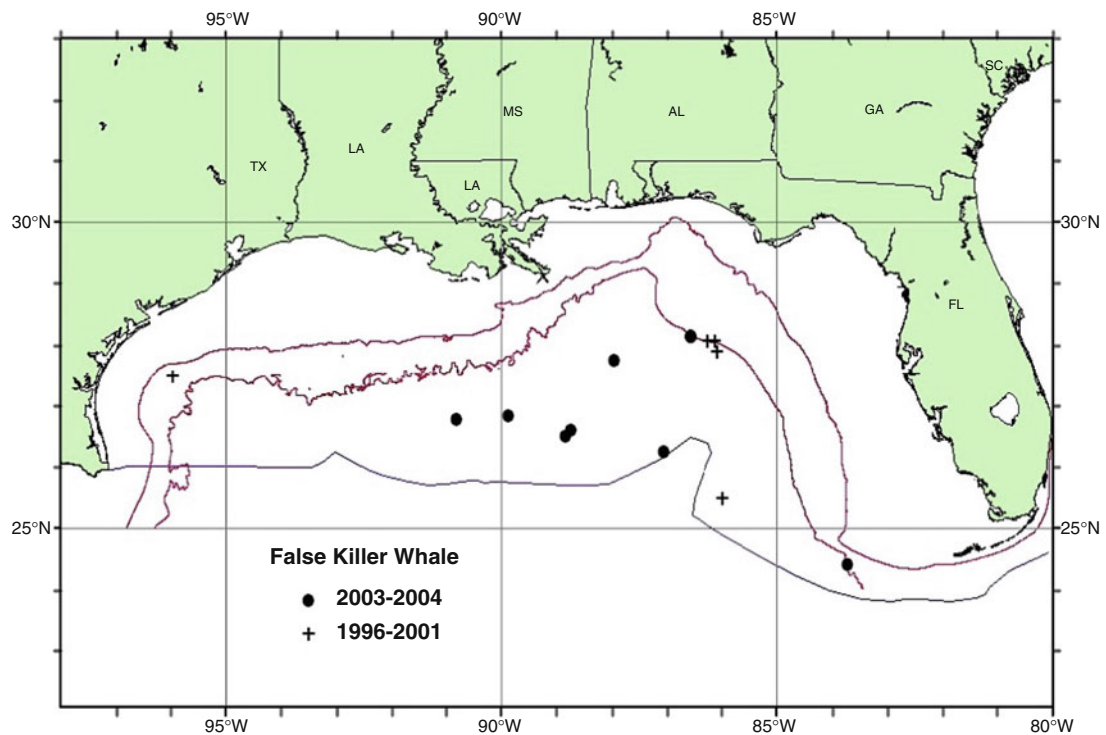 95°W 90°W 85°W
SC
MS AL GA
LA
TX
LA
30°N 30°N
FL
25°N 25°N
False Killer Whale
2003-2004
1996-2001
95°W 90°W 85°W 80°W